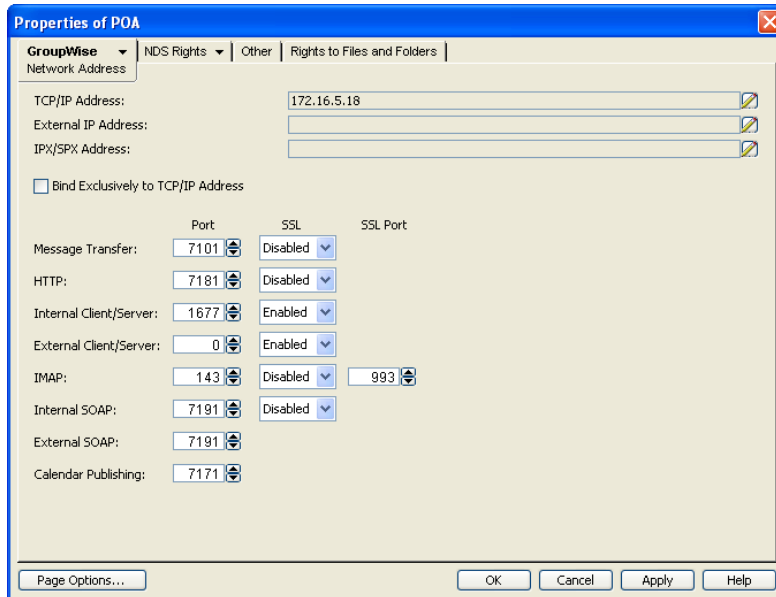 Properties of POA
GroupWise NDS Rights Other Rights to Files and Folders
Network Address
TCP/IP Address: 172.16.5.18
External IP Address:
IPX/SPX Address:
Bind Exclusively to TCP/IP Address
Port SSL SSL Port
Message Transfer: 7101 Disabled
HTTP: 7181 Disabled
Internal Client/Server: 1677 Enabled
External Client/Server: 0 Enabled
IMAP: 143 Disabled 993
Internal SOAP: 7191 Disabled
External SOAP: 7191
Calendar Publishing: 7171
Page Options... OK Cancel Apply Help